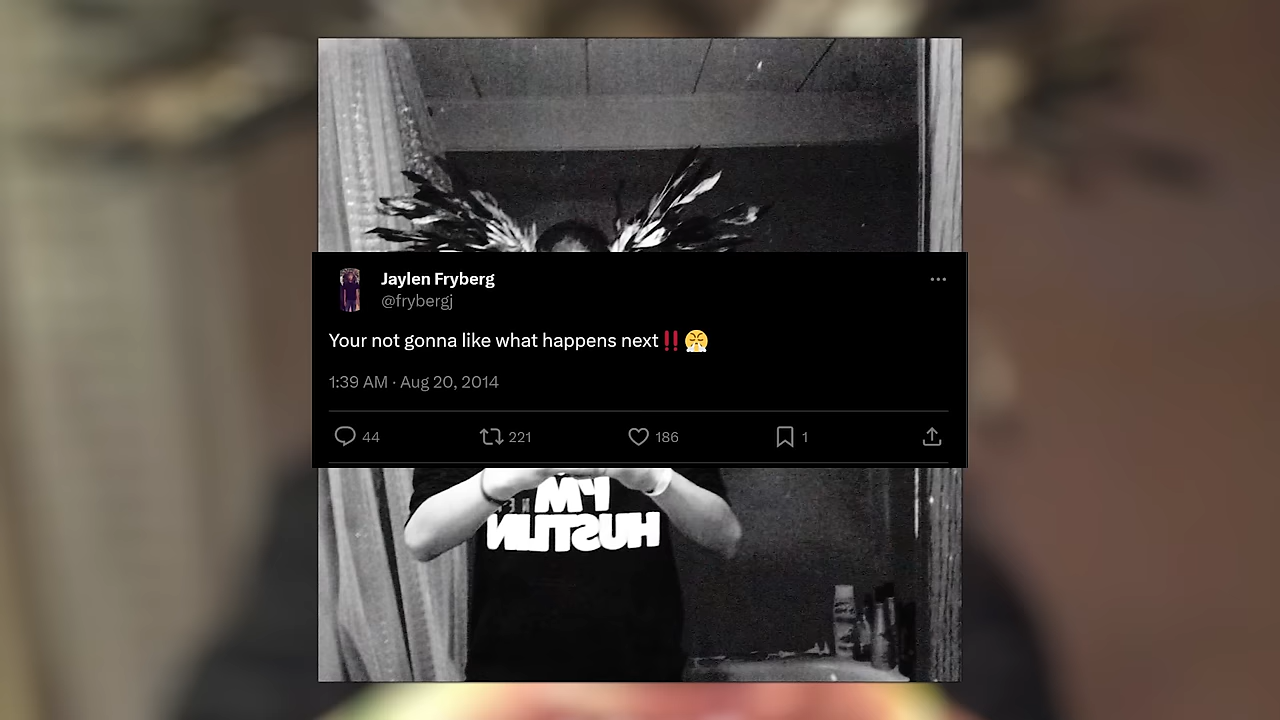 Jaylen Fryberg
@frybergj
Your not gonna like what happens next‼️😤
1:39 AM · Aug 20, 2014
44 221 186 1
I'M
HUSTLIN